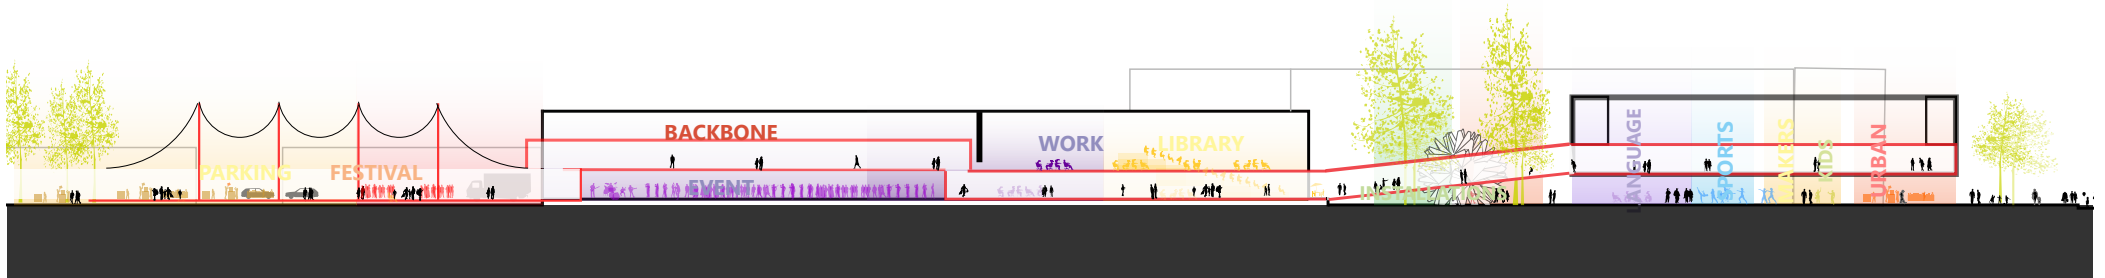 PARKING
FESTIVAL
BACKBONE
EVENT
WORK
LIBRARY
LANGUAGE
SPORTS
MAKERS
KIDS
URBAN